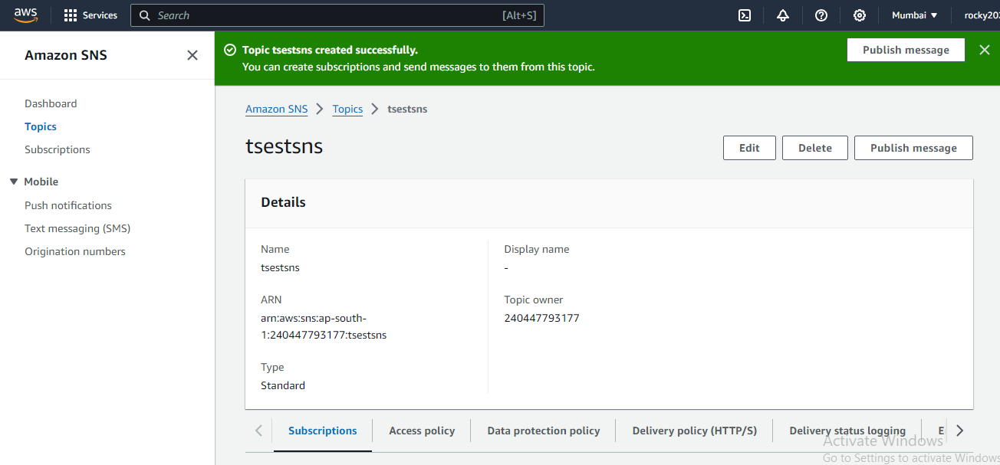 aws
Services
Search
[Alt+S]
Mumbai
Amazon SNS
Dashboard
Topics
Subscriptions
Mobile
Push notifications
Text messaging (SMS)
Origination numbers
Topic tsestsns created successfully.
You can create subscriptions and send messages to them from this topic.
Publish message
Amazon SNS
Topics
tsestsns
tsestsns
Edit
Delete
Publish message
Details
Name
tsestsns
ARN
arn:aws:sns:ap-south-
1:240447793177:tsestsns
Type
Standard
Display name
-
Topic owner
240447793177
Subscriptions
Access policy
Data protection policy
Delivery policy (HTTP/S)
Delivery status logging
Activate Windows
Go to Settings to activate Windows